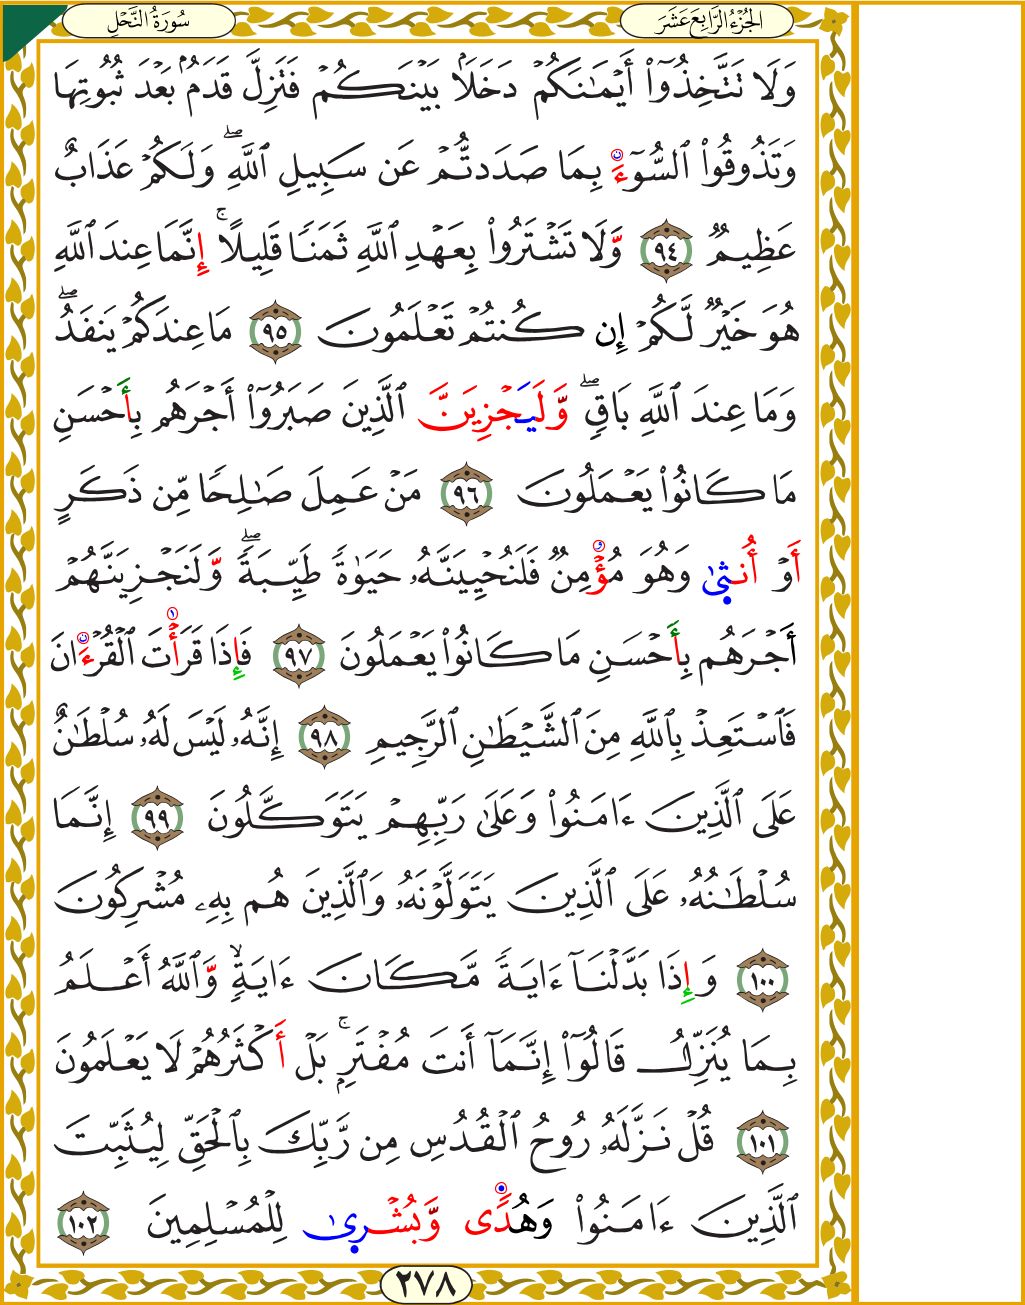 سُورَةُ النَّحْلِ
الجُزْءُ الرَّابِعَ عَشَرَ
وَلَا تَتَّخِذُوٓا۟ أَيْمَٰنَكُمْ دَخَلًۢا بَيْنَكُمْ فَتَزِلَّ قَدَمٌۢ بَعْدَ ثُبُوتِهَا
وَتَذُوقُوا۟ ٱلسُّوٓءَ بِمَا صَدَدتُّمْ عَن سَبِيلِ ٱللَّهِ ۖ وَلَكُمْ عَذَابٌ
عَظِيمٌ ٩٤ وَّلَا تَشْتَرُوا۟ بِعَهْدِ ٱللَّهِ ثَمَنًا قَلِيلًا ۚ إِنَّمَا عِندَ ٱللَّهِ
هُوَ خَيْرٌ لَّكُمْ إِن كُنتُمْ تَعْلَمُونَ ٩٥ مَا عِندَكُمْ يَنفَدُ ۖ
وَمَا عِندَ ٱللَّهِ بَاقٍ ۖ وَّلَيَجْزِيَنَّ ٱلَّذِينَ صَبَرُوٓا۟ أَجْرَهُم بِأَحْسَنِ
مَا كَانُوا۟ يَعْمَلُونَ ٩٦ مَنْ عَمِلَ صَٰلِحًا مِّن ذَكَرٍ
أَوْ أُنثَىٰ وَهُوَ مُؤْمِنٌ فَلَنُحْيِيَنَّهُۥ حَيَوٰةً طَيِّبَةً ۖ وَّلَنَجْزِيَنَّهُمْ
أَجْرَهُم بِأَحْسَنِ مَا كَانُوا۟ يَعْمَلُونَ ٩٧ فَإِذَا قَرَأْتَ ٱلْقُرْءَانَ
فَٱسْتَعِذْ بِٱللَّهِ مِنَ ٱلشَّيْطَٰنِ ٱلرَّجِيمِ ٩٨ إِنَّهُۥ لَيْسَ لَهُۥ سُلْطَٰنٌ
عَلَى ٱلَّذِينَ ءَامَنُوا۟ وَعَلَىٰ رَبِّهِمْ يَتَوَكَّلُونَ ٩٩ إِنَّمَا
سُلْطَٰنُهُۥ عَلَى ٱلَّذِينَ يَتَوَلَّوْنَهُۥ وَٱلَّذِينَ هُم بِهِۦ مُشْرِكُونَ
١٠٠ وَإِذَا بَدَّلْنَآ ءَايَةً مَّكَانَ ءَايَةٍ ۙ وَّٱللَّهُ أَعْلَمُ
بِمَا يُنَزِّلُ قَالُوٓا۟ إِنَّمَآ أَنتَ مُفْتَرٍۭ ۚ بَلْ أَكْثَرُهُمْ لَا يَعْلَمُونَ
١٠١ قُلْ نَزَّلَهُۥ رُوحُ ٱلْقُدُسِ مِن رَّبِّكَ بِٱلْحَقِّ لِيُثَبِّتَ
ٱلَّذِينَ ءَامَنُوا۟ وَهُدًى وَّبُشْرَىٰ لِلْمُسْلِمِينَ ١٠٢
٢٧٨